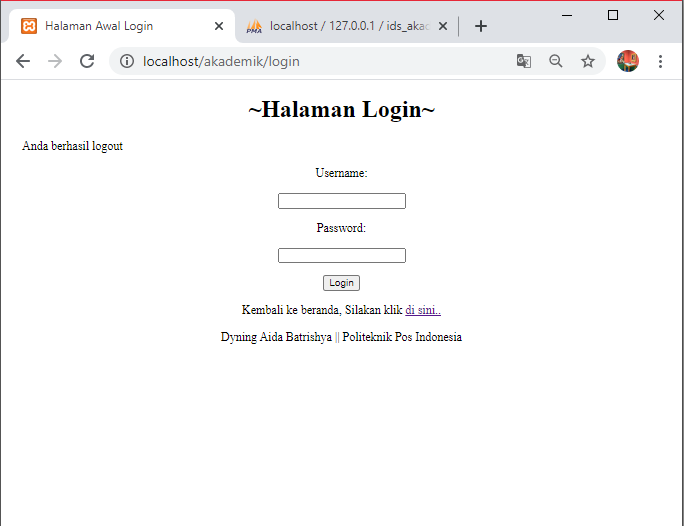 Halaman Awal Login
localhost / 127.0.0.1 / ids_akad
localhost/akademik/login
~Halaman Login~
Anda berhasil logout
Username:
Password:
Login
Kembali ke beranda, Silakan klik di sini..
Dyning Aida Batrishya || Politeknik Pos Indonesia